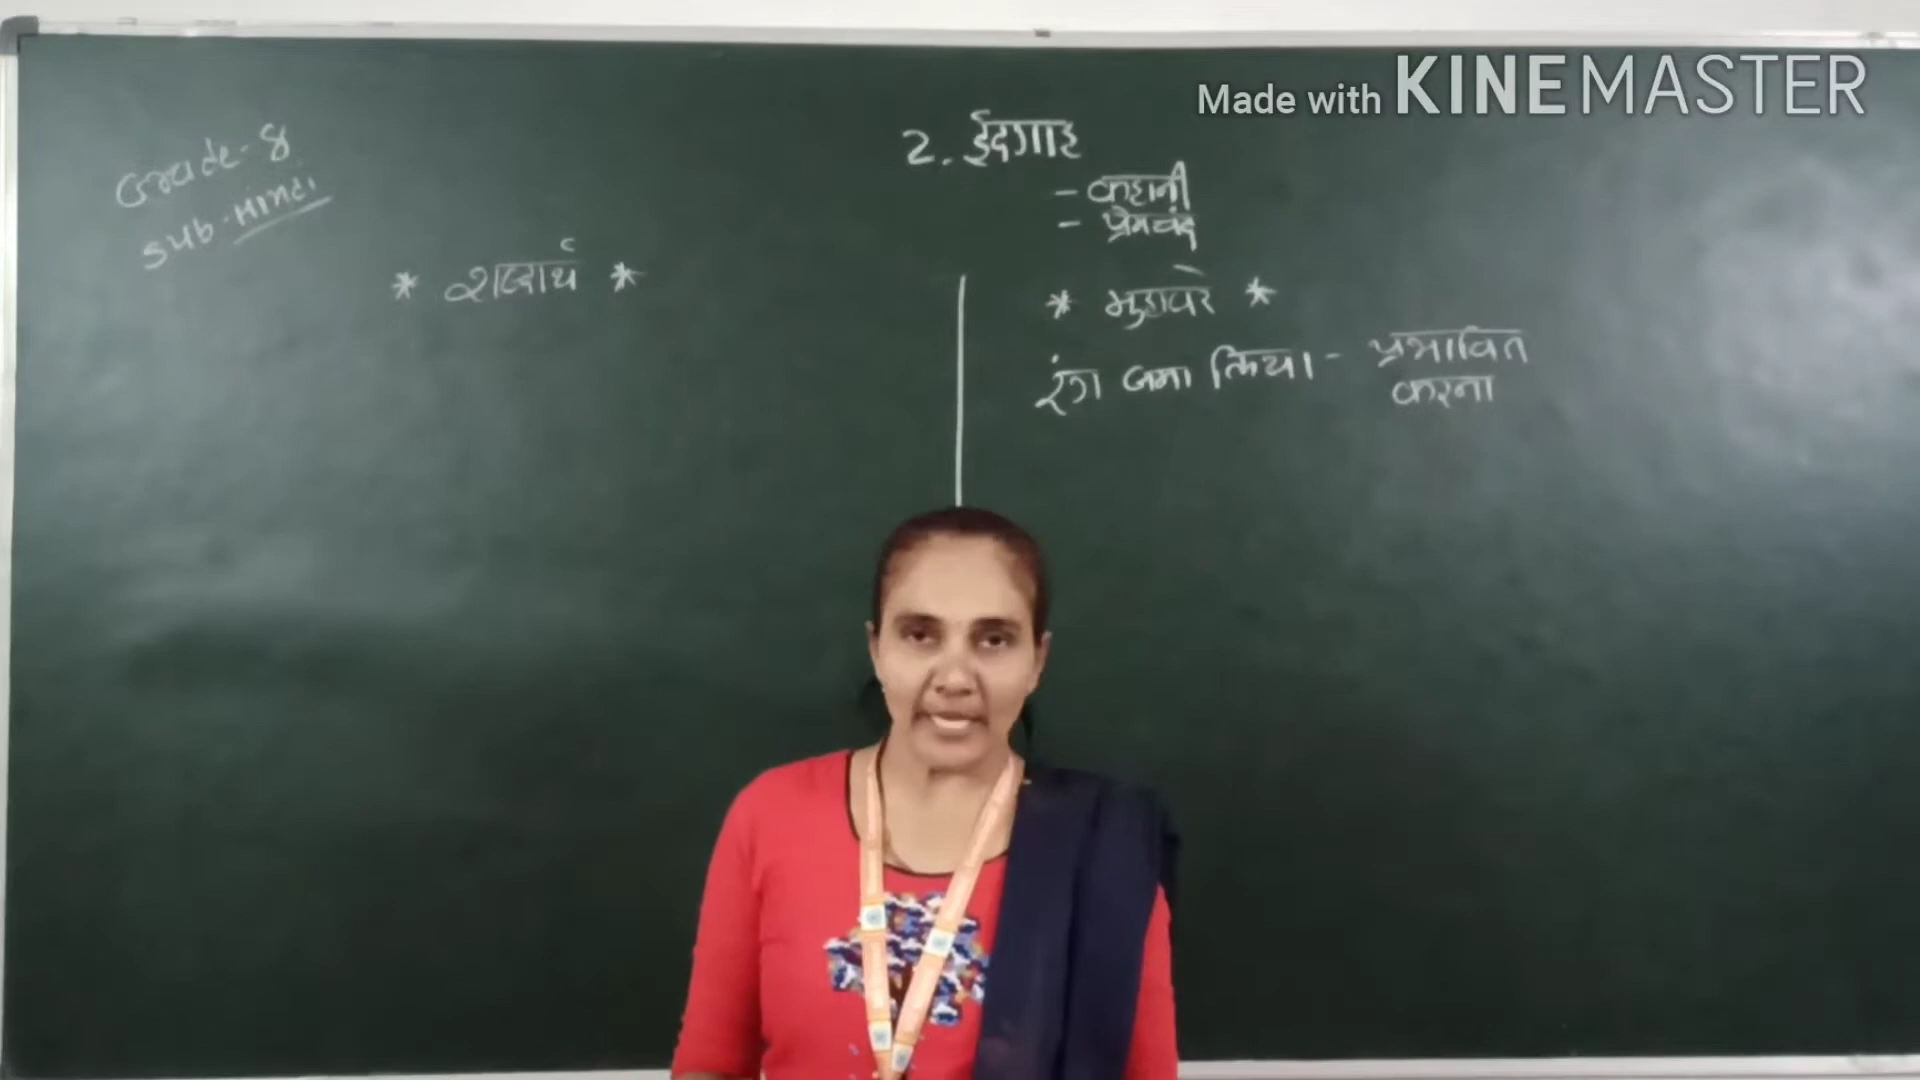 Made with KINEMASTER
Grade-8
Sub-Hindi
2. ईदगाह
- कहानी
- प्रेमचंद
* शब्दार्थ *
* मुहावरे *
रंग जमा लिया - प्रभावित
करना